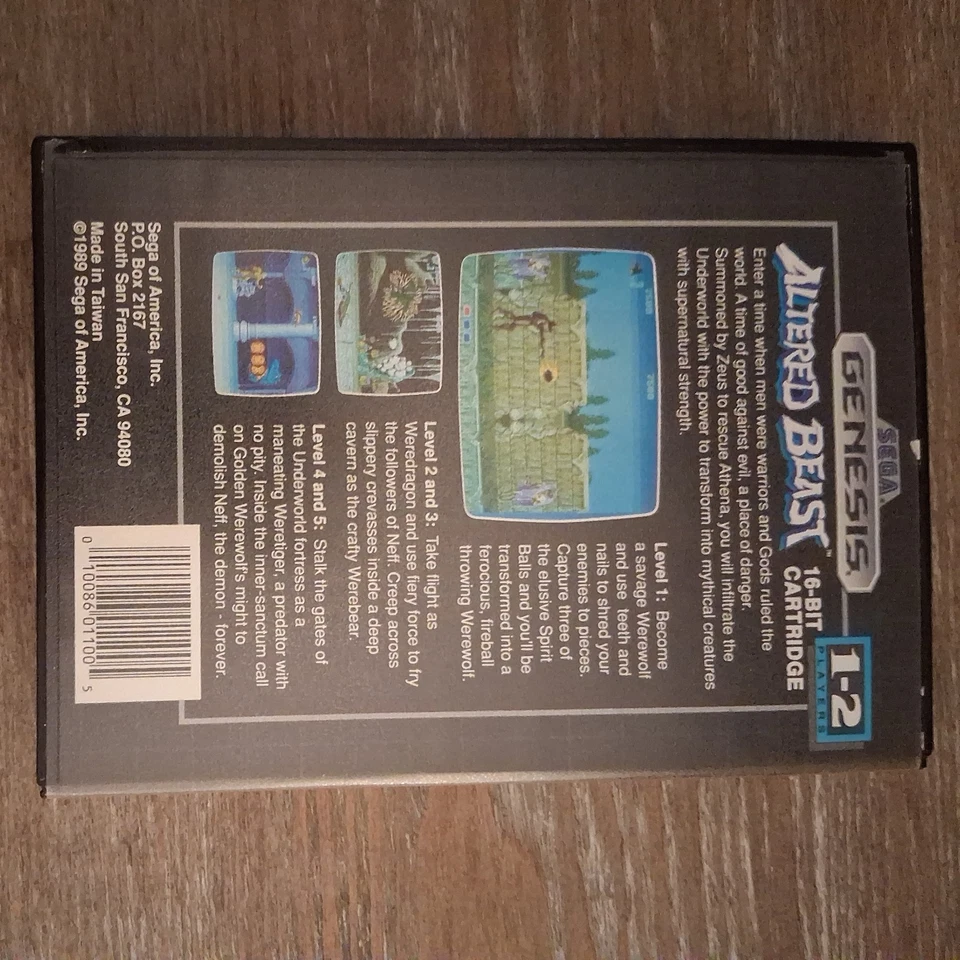 SEGA
GENESIS
ALTERED BEAST™
16-BIT
CARTRIDGE
1-2
PLAYERS
Enter a time when men were warriors and Gods ruled the
world. A time of good against evil, a place of danger.
Summoned by Zeus to rescue Athena, you will infiltrate the
Underworld with the power to transform into mythical creatures
with supernatural strength.
Level 1: Become
a savage Werewolf
and use teeth and
nails to shred your
enemies to pieces.
Capture three of
the elusive Spirit
Balls and you'll be
transformed into a
ferocious, fireball
throwing Werewolf.
Level 2 and 3: Take flight as
Weredragon and use fiery force to fry
the followers of Neff. Creep across
slippery crevasses inside a deep
cavern as the crafty Werebear.
Level 4 and 5: Stalk the gates of
the Underworld fortress as a
maneating Weretiger, a predator with
no pity. Inside the inner-sanctum call
on Golden Werewolf's might to
demolish Neff, the demon - forever.
Sega of America, Inc.
P.O. Box 2167
South San Francisco, CA 94080
Made in Taiwan
©1989 Sega of America, Inc.
0 10086 01100 5